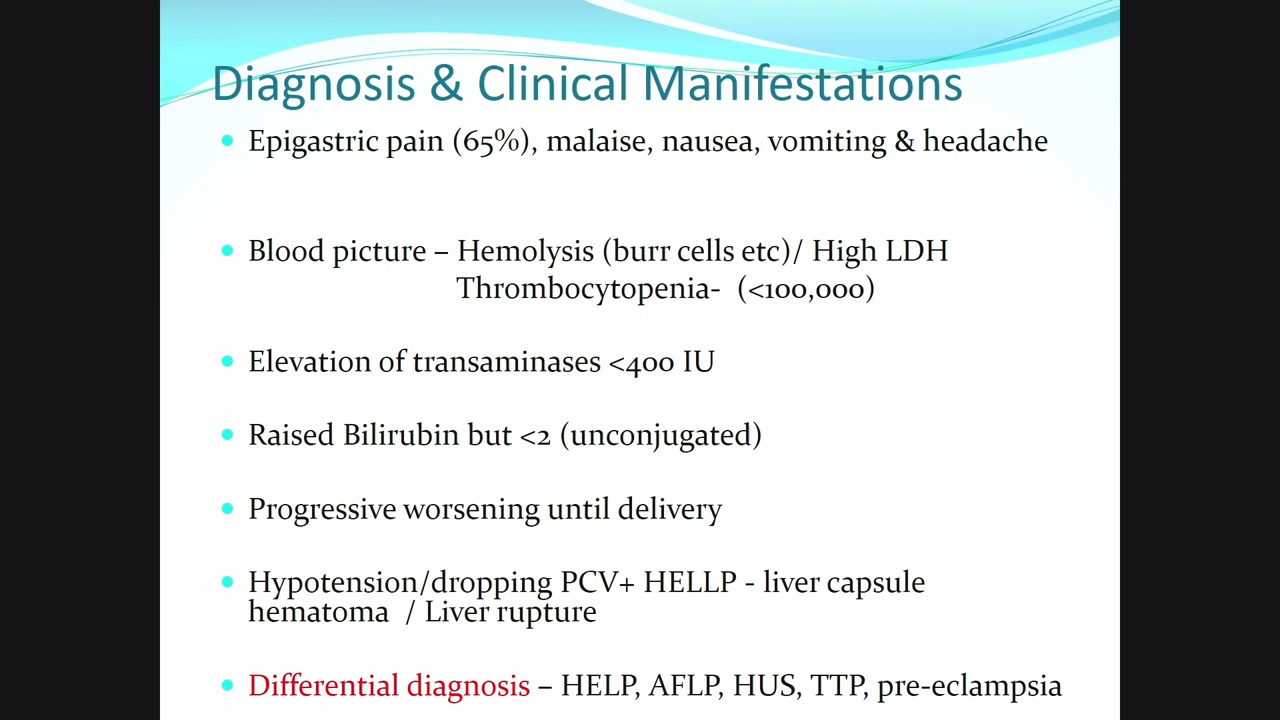 Diagnosis & Clinical Manifestations
Epigastric pain (65%), malaise, nausea, vomiting & headache
Blood picture – Hemolysis (burr cells etc)/ High LDH
Thrombocytopenia- (<100,000)
Elevation of transaminases <400 IU
Raised Bilirubin but <2 (unconjugated)
Progressive worsening until delivery
Hypotension/dropping PCV+ HELLP - liver capsule
hematoma / Liver rupture
Differential diagnosis – HELP, AFLP, HUS, TTP, pre-eclampsia